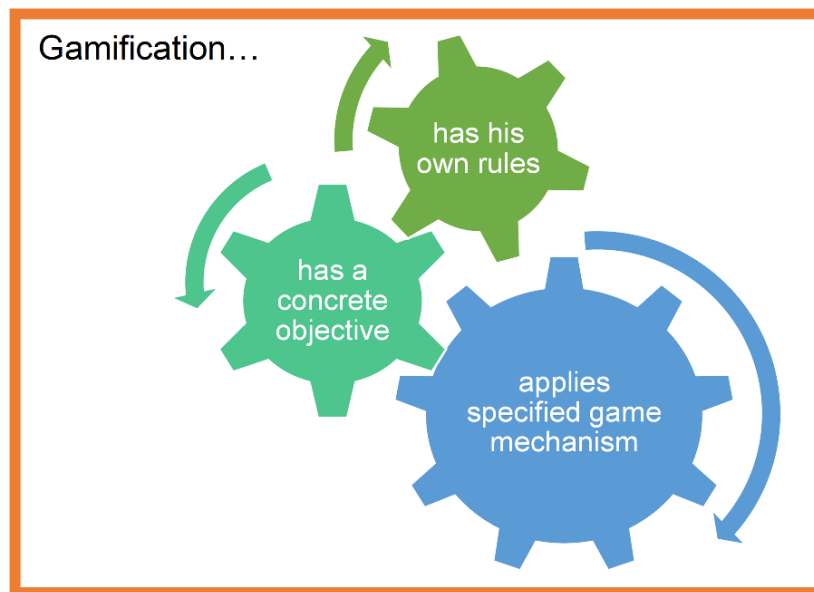 Gamification…
has his
own rules
has a
concrete
objective
applies
specified game
mechanism